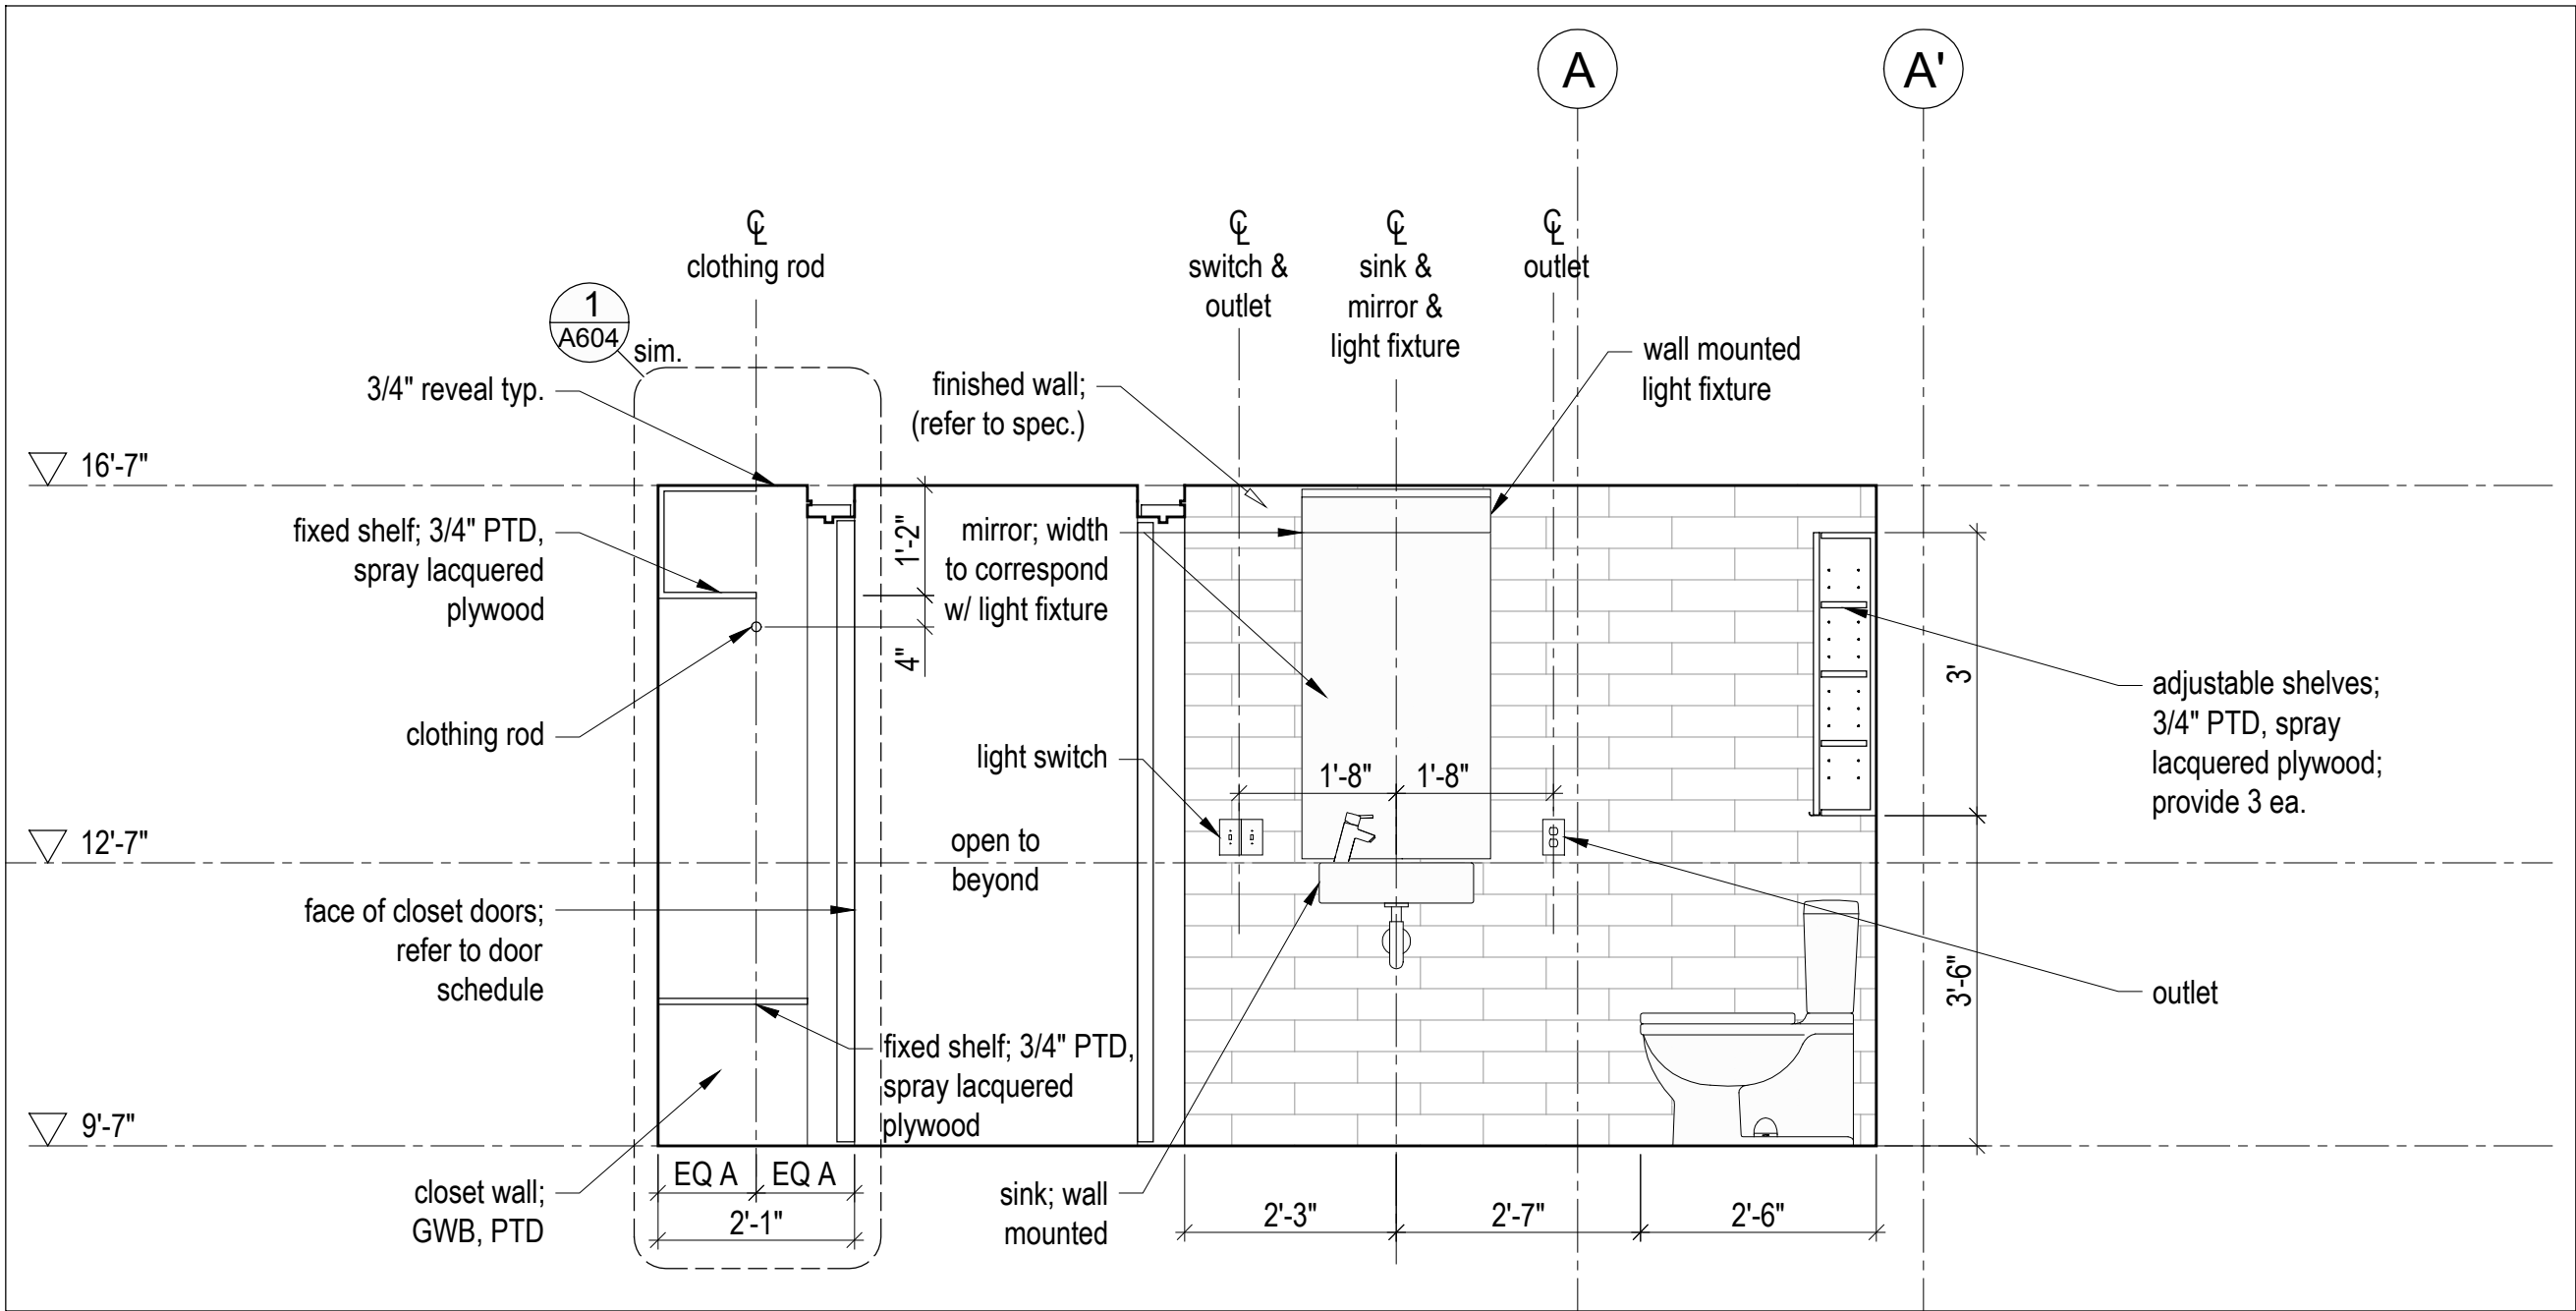 A
A'
℄
clothing rod
℄
switch &
outlet
℄
sink &
mirror &
light fixture
℄
outlet
1
A604
sim.
3/4" reveal typ.
finished wall;
(refer to spec.)
wall mounted
light fixture
16'-7"
fixed shelf; 3/4" PTD,
spray lacquered
plywood
1'-2"
4"
mirror; width
to correspond
w/ light fixture
clothing rod
light switch
1'-8"
1'-8"
3'
adjustable shelves;
3/4" PTD, spray
lacquered plywood;
provide 3 ea.
12'-7"
open to
beyond
face of closet doors;
refer to door
schedule
3'-6"
outlet
fixed shelf; 3/4" PTD,
spray lacquered
plywood
9'-7"
closet wall;
GWB, PTD
EQ A
EQ A
2'-1"
sink; wall
mounted
2'-3"
2'-7"
2'-6"